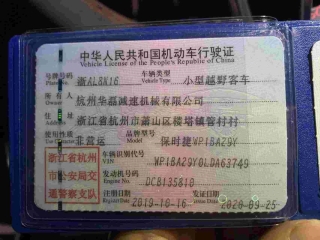 中华人民共和国机动车行驶证
Vehicle License of the People's Republic of China
号牌号码 浙AL8N16 车辆类型 小型越野客车
Plate No. Vehicle Type
所有人 杭州华磊减速机械有限公司
Owner
住址 浙江省杭州市萧山区楼塔镇管村村
Address
使用性质 非营运 品牌型号 保时捷WP1BA29Y
Model
浙江省杭州 车辆识别代号 WP1BA29Y0LDA63749
VIN
市公安局交 发动机号码 DCB135810
Engine No.
通警察支队 注册日期 2019-10-16 发证日期 2020-09-25